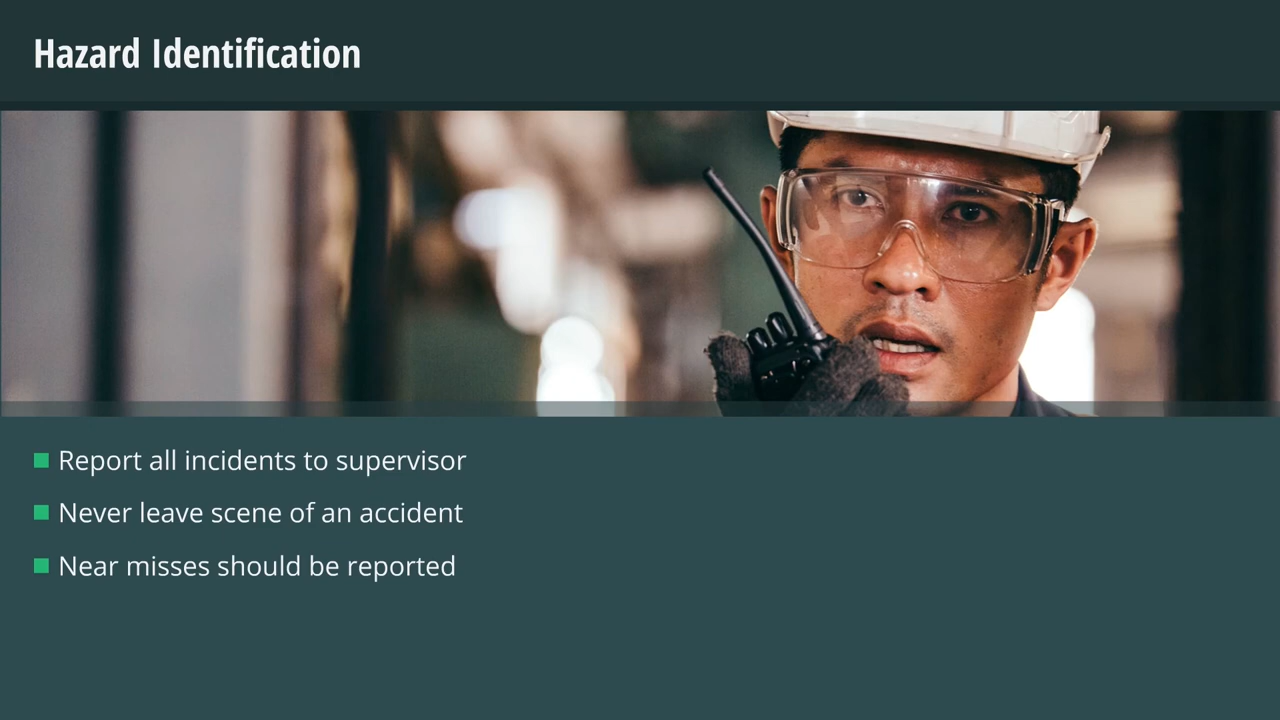 Hazard Identification
Report all incidents to supervisor
Never leave scene of an accident
Near misses should be reported